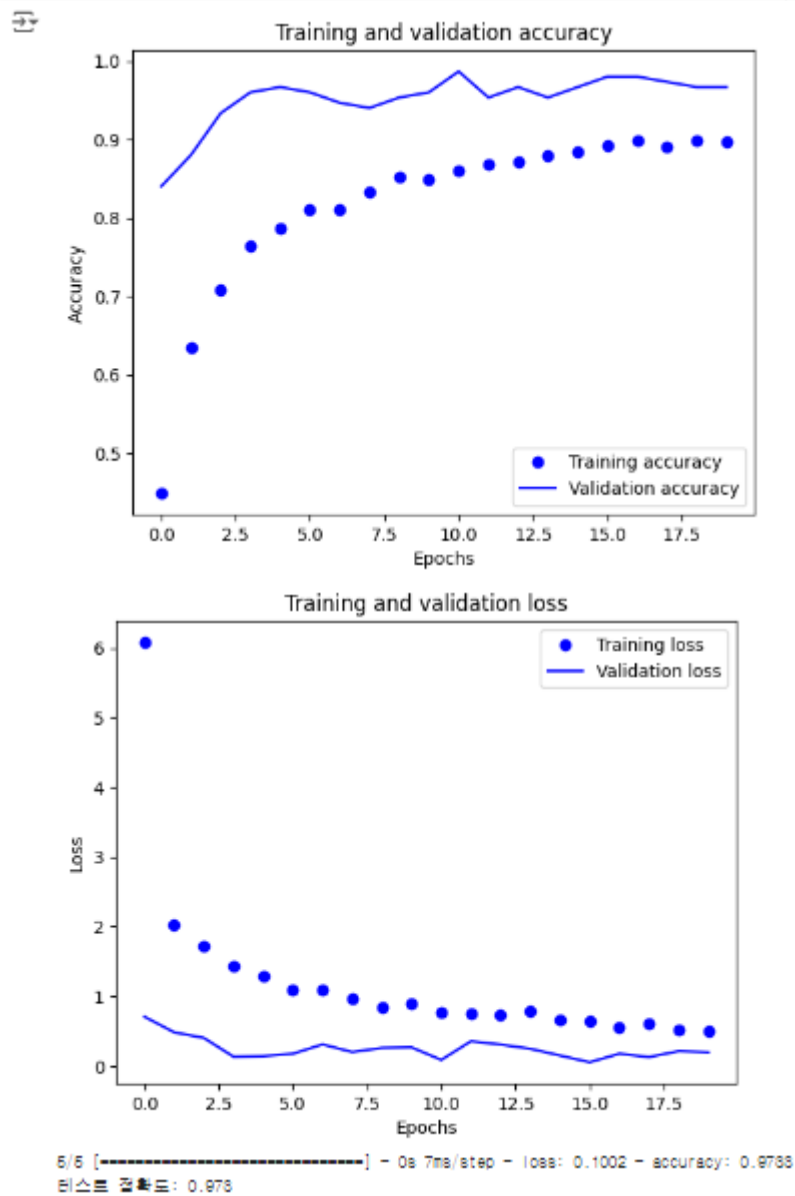 Training and validation accuracy
1.0
0.9
0.8
0.7
0.6
0.5
Accuracy
Training accuracy
Validation accuracy
0.0 2.5 5.0 7.5 10.0 12.5 15.0 17.5
Epochs
Training and validation loss
6
5
4
3
2
1
0
Loss
Training loss
Validation loss
0.0 2.5 5.0 7.5 10.0 12.5 15.0 17.5
Epochs
5/5 [==============================] - 0s 7ms/step - loss: 0.1002 - accuracy: 0.9733
테스트 정확도: 0.973